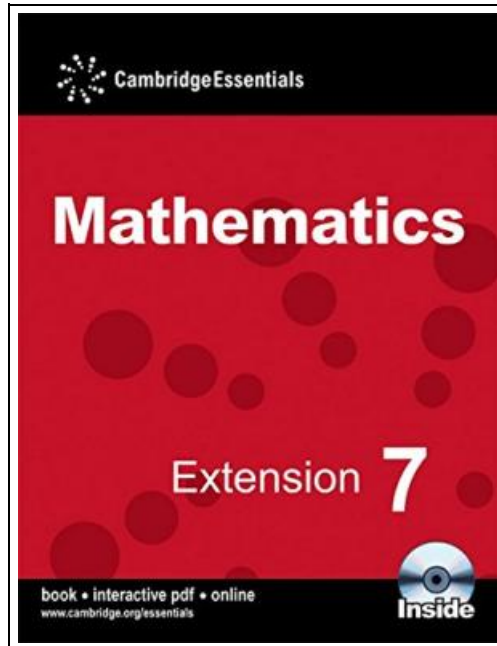 CambridgeEssentials
Mathematics
Extension 7
book • interactive pdf • online
www.cambridge.org/essentials
Inside